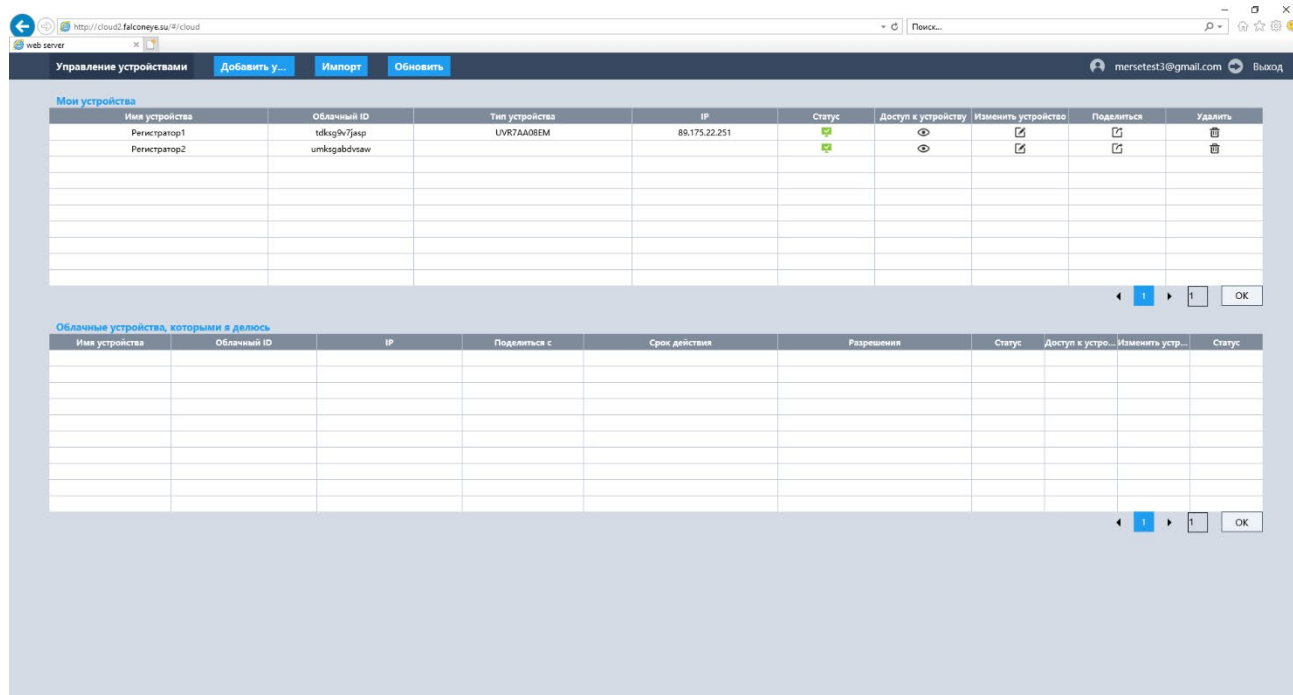 http://cloud2.falconeye.su/#/cloud Поиск...
web server
Управление устройствами Добавить у... Импорт Обновить mersetest3@gmail.com Выход
Мои устройства
Имя устройства Облачный ID Тип устройства IP Статус Доступ к устройству Изменить устройство Поделиться Удалить
Регистратор1 tdksg9v7jasp UVR7AA08EM 89.175.22.251
Регистратор2 umksgabdvsaw
1 1 OK
Облачные устройства, которыми я делюсь
Имя устройства Облачный ID IP Поделиться с Срок действия Разрешения Статус Доступ к устро... Изменить устр... Статус
1 1 OK